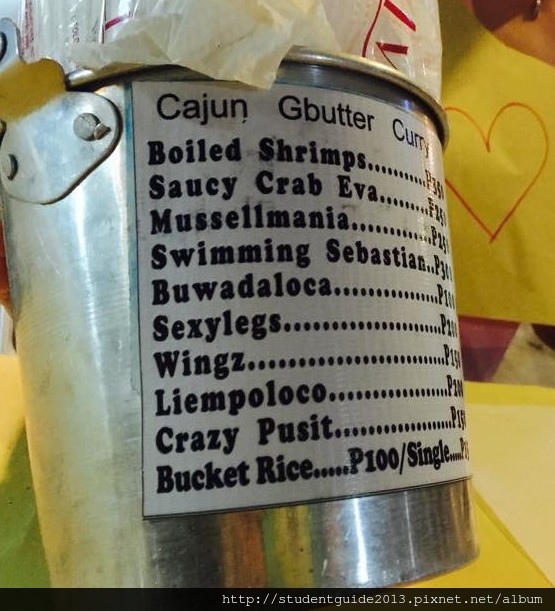 Cajun Gbutter Curry
Boiled Shrimps..........
Saucy Crab Eva........
Mussellmania............
Swimming Sebastian..
Buwadaloca................
Sexylegs......................
Wingz..........................
Liempoloco.................
Crazy Pusit.................
Bucket Rice.....P100/Single....
http://studentguide2013.pixnet.net/album